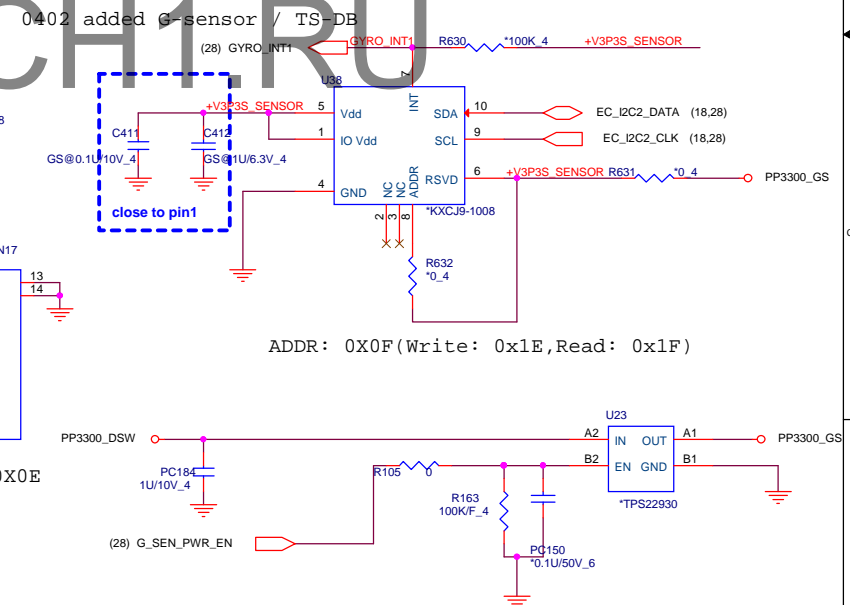 CH1.RU
0402 added G-sensor / TS-DB
(28) GYRO_INT1
GYRO_INT1
R630
*100K_4
+V3P3S_SENSOR
7
U38
+V3P3S_SENSOR
5
Vdd
INT
SDA
10
EC_I2C2_DATA (18,28)
8
C411
C412
1
IO Vdd
SCL
9
EC_I2C2_CLK (18,28)
GS@0.1U/10V_4
GS@1U/6.3V_4
6
+V3P3S_SENSOR
R631
*0_4
PP3300_GS
RSVD
4
GND
NC
NC
ADDR
close to pin1
2
3
8
*KXCJ9-1008
N17
R632
*0_4
13
14
ADDR: 0X0F(Write: 0x1E,Read: 0x1F)
U23
PP3300_DSW
A2
IN
OUT
A1
PP3300_GS
B2
EN
GND
B1
0X0E
PC184
1U/10V_4
R105
0
R163
100K/F_4
*TPS22930
(28) G_SEN_PWR_EN
PC150
*0.1U/50V_6